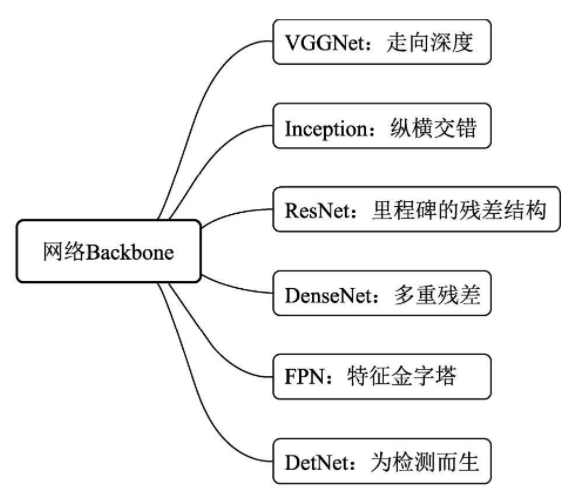 VGGNet：走向深度
Inception：纵横交错
ResNet：里程碑的残差结构
网络Backbone
DenseNet：多重残差
FPN：特征金字塔
DetNet：为检测而生